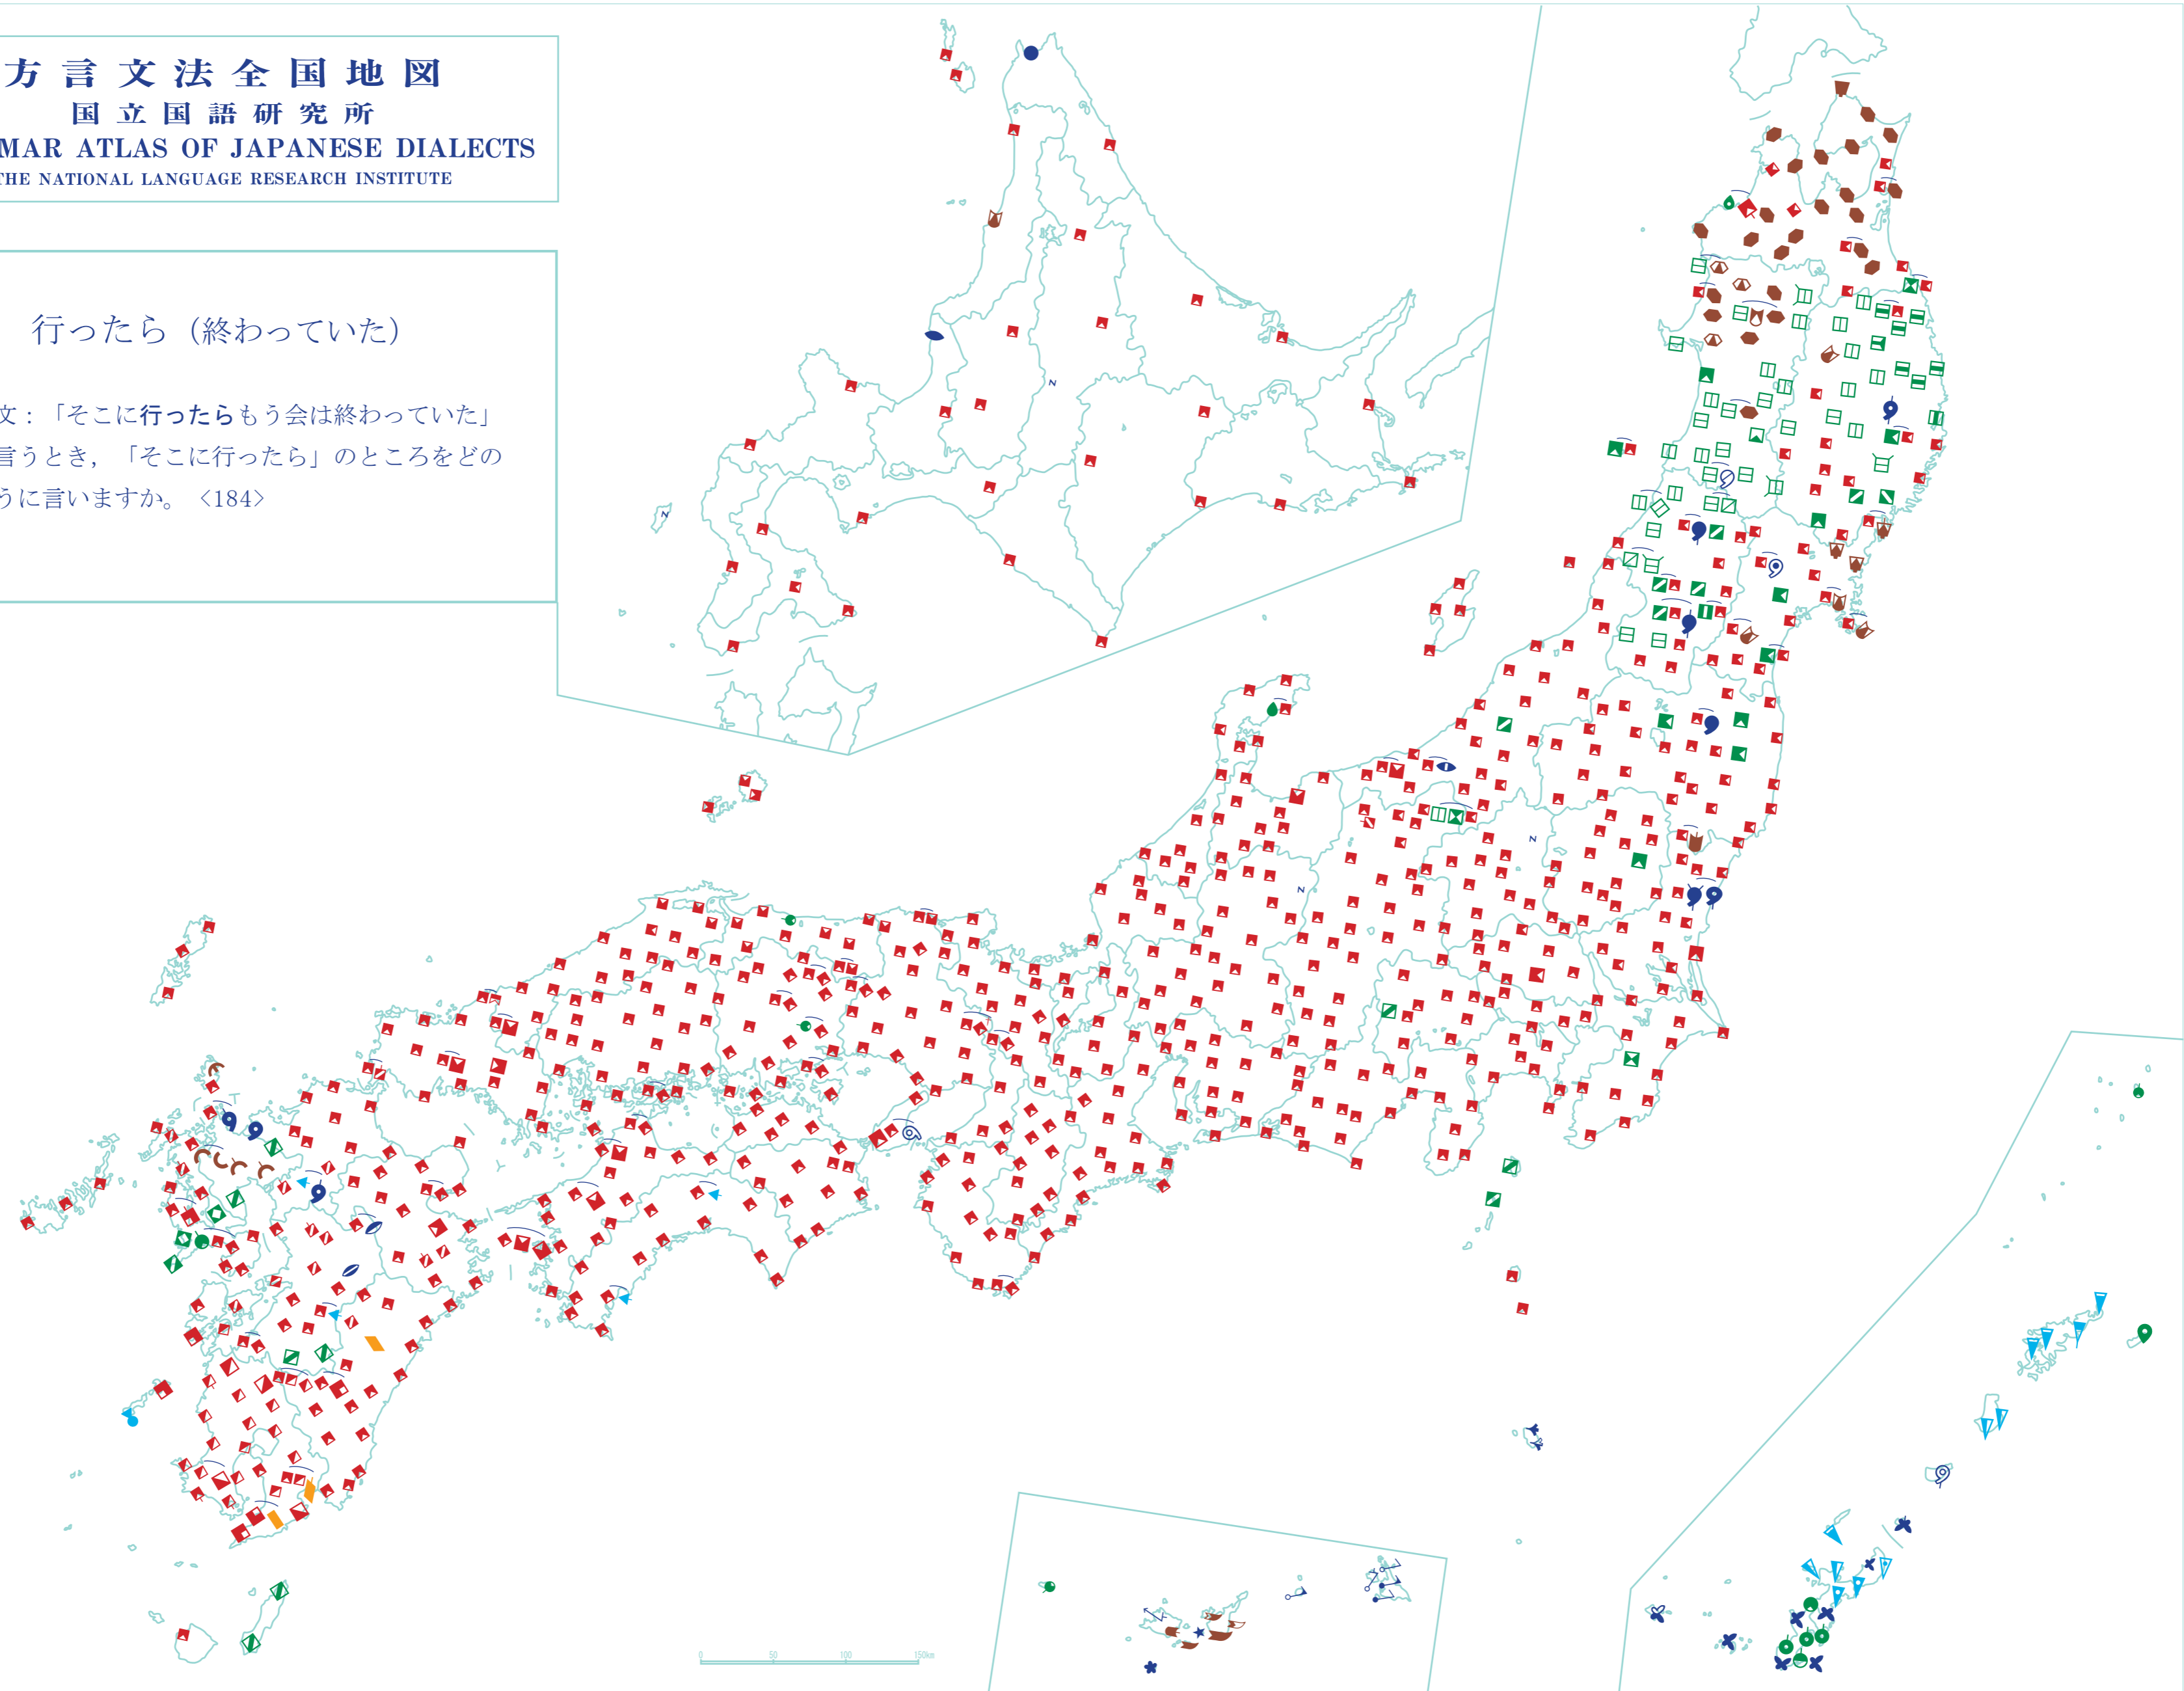 方言文法全国地図
国立国語研究所
MAR ATLAS OF JAPANESE DIALECTS
THE NATIONAL LANGUAGE RESEARCH INSTITUTE
行ったら（終わっていた）
文：「そこに行ったらもう会は終わっていた」
言うとき，「そこに行ったら」のところをどの
うに言いますか。〈184〉
N
N
N
N
0 50 100 150km